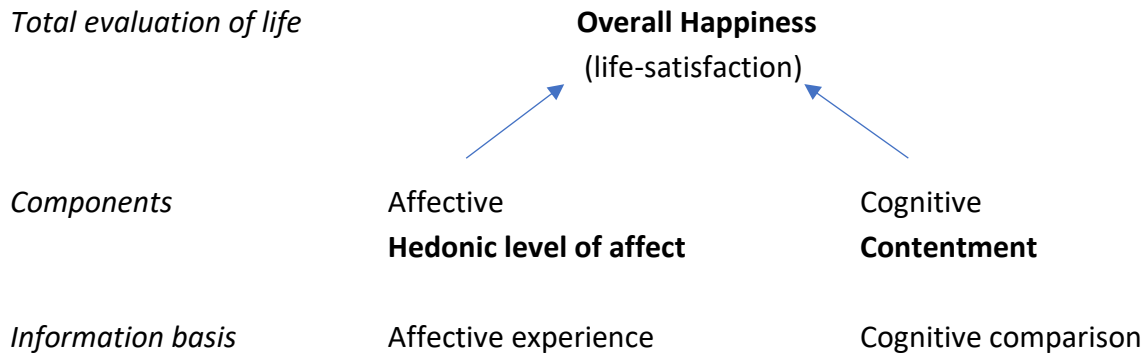 Total evaluation of life Overall Happiness
(life-satisfaction)
Components Affective Cognitive
Hedonic level of affect Contentment
Information basis Affective experience Cognitive comparison